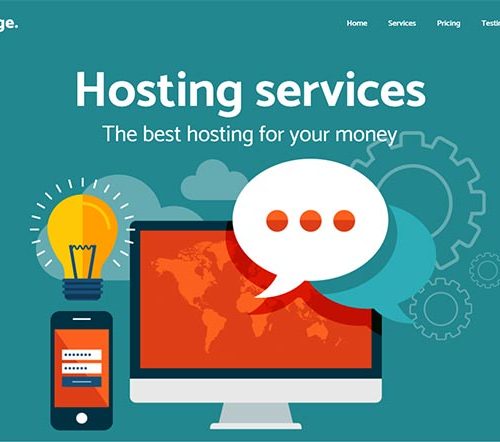 ge.
Home Services Pricing Testi
Hosting services
The best hosting for your money